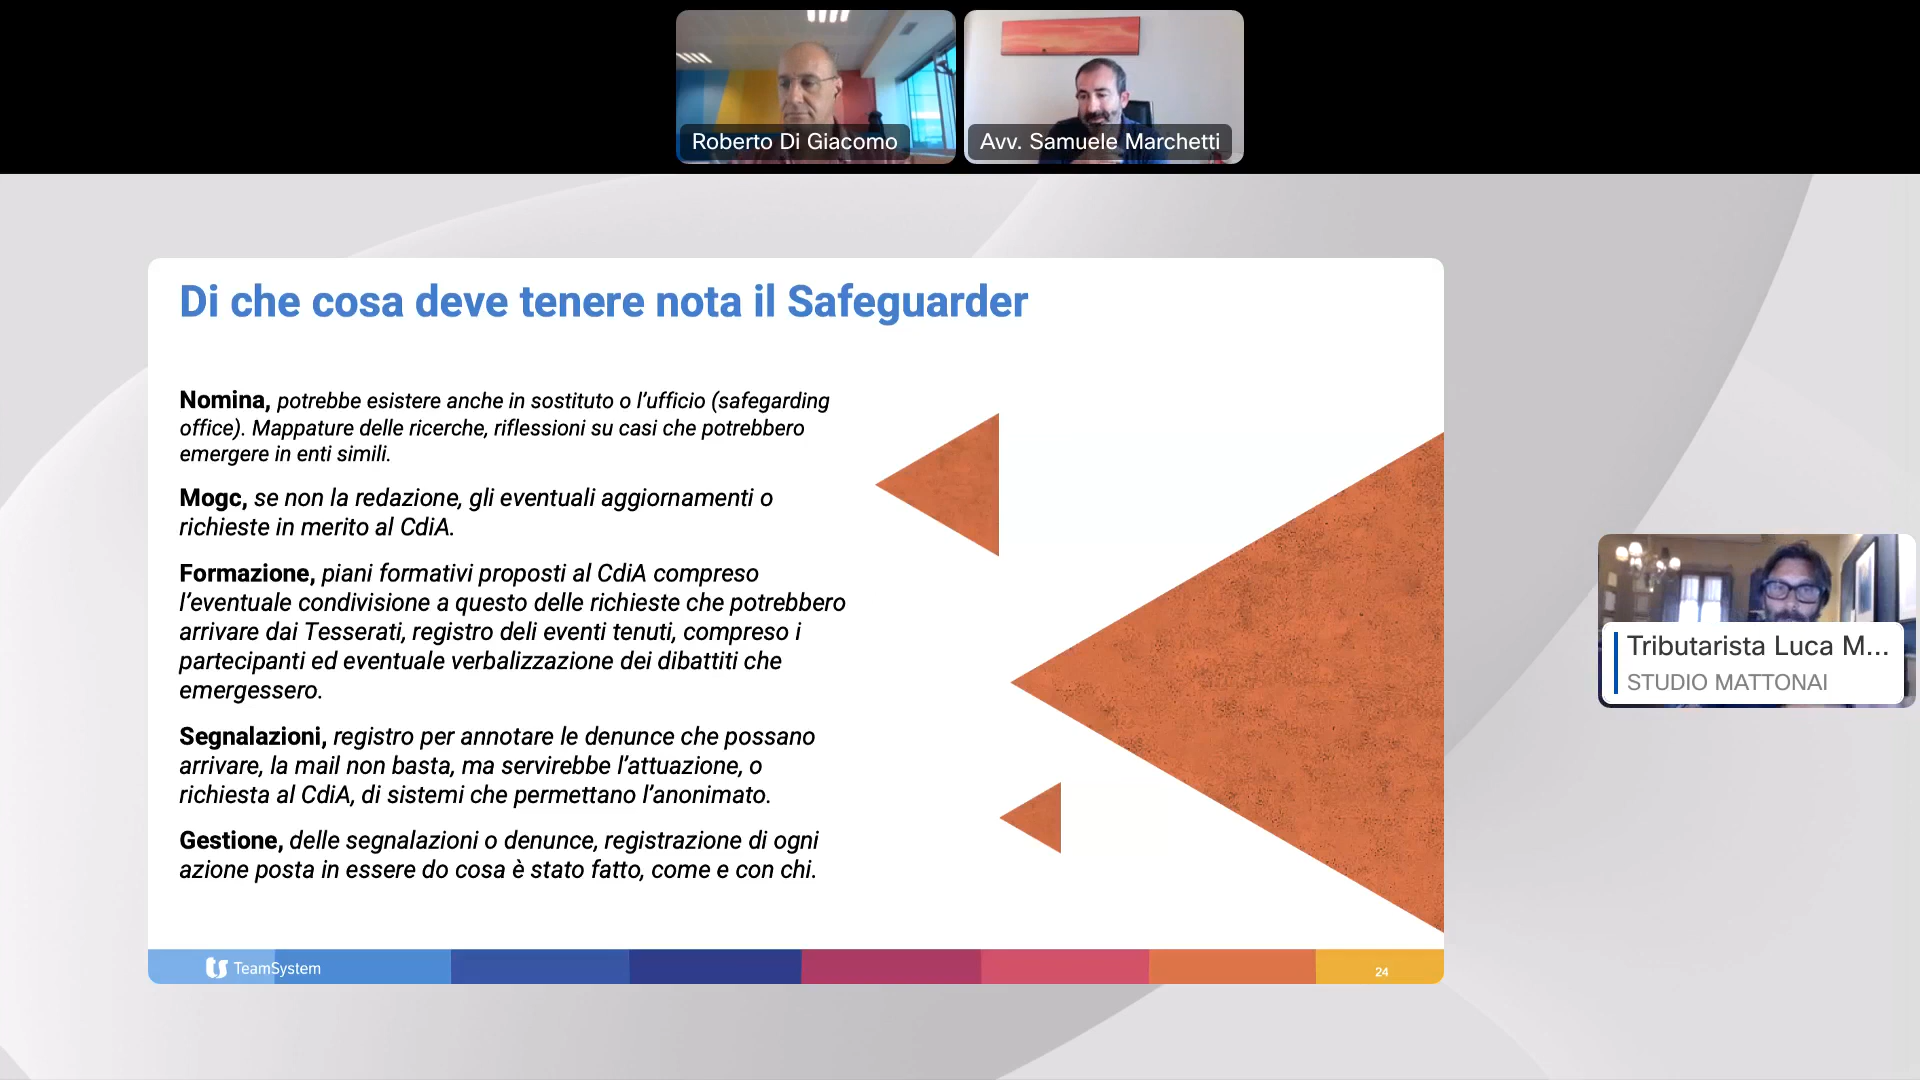 Roberto Di Giacomo
Avv. Samuele Marchetti
Di che cosa deve tenere nota il Safeguarder
Nomina, potrebbe esistere anche in sostituto o l’ufficio (safegarding
office). Mappature delle ricerche, riflessioni su casi che potrebbero
emergere in enti simili.
Mogc, se non la redazione, gli eventuali aggiornamenti o
richieste in merito al CdiA.
Formazione, piani formativi proposti al CdiA compreso
l’eventuale condivisione a questo delle richieste che potrebbero
arrivare dai Tesserati, registro deli eventi tenuti, compreso i
partecipanti ed eventuale verbalizzazione dei dibattiti che
emergessero.
Segnalazioni, registro per annotare le denunce che possano
arrivare, la mail non basta, ma servirebbe l’attuazione, o
richiesta al CdiA, di sistemi che permettano l’anonimato.
Gestione, delle segnalazioni o denunce, registrazione di ogni
azione posta in essere do cosa è stato fatto, come e con chi.
Tributarista Luca M...
STUDIO MATTONAI
TeamSystem
24